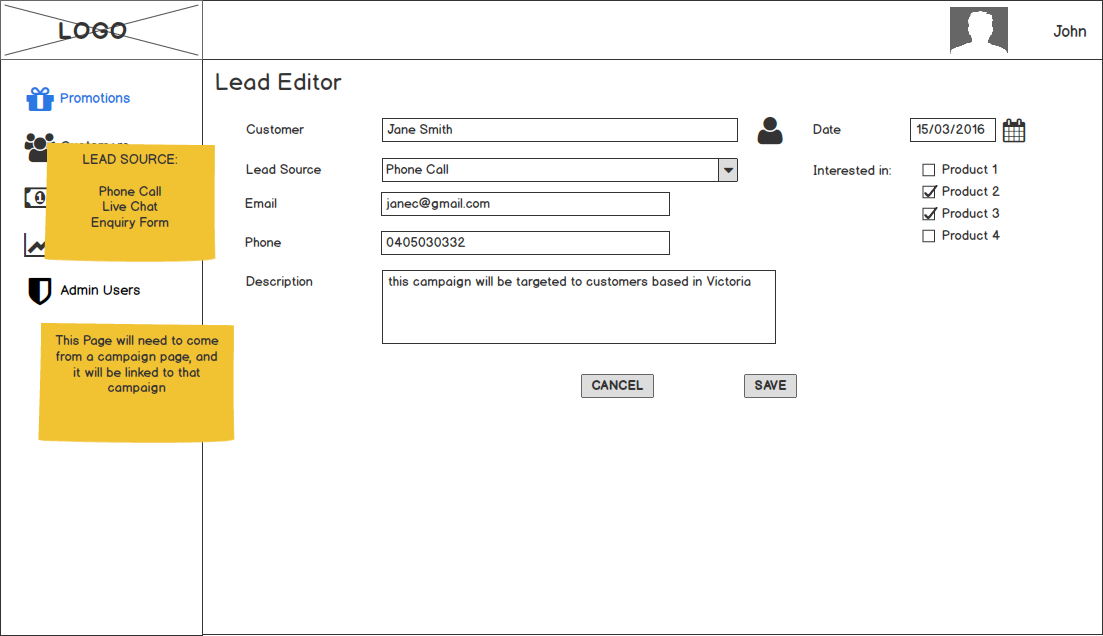 LOGO
John
Promotions
LEAD SOURCE:
Phone Call
Live Chat
Enquiry Form
Admin Users
This Page will need to come
from a campaign page, and
it will be linked to that
campaign
Lead Editor
Customer
Jane Smith
Date
15/03/2016
Lead Source
Phone Call
Interested in:
Product 1
Product 2
Product 3
Product 4
Email
janec@gmail.com
Phone
0405030332
Description
this campaign will be targeted to customers based in Victoria
CANCEL
SAVE